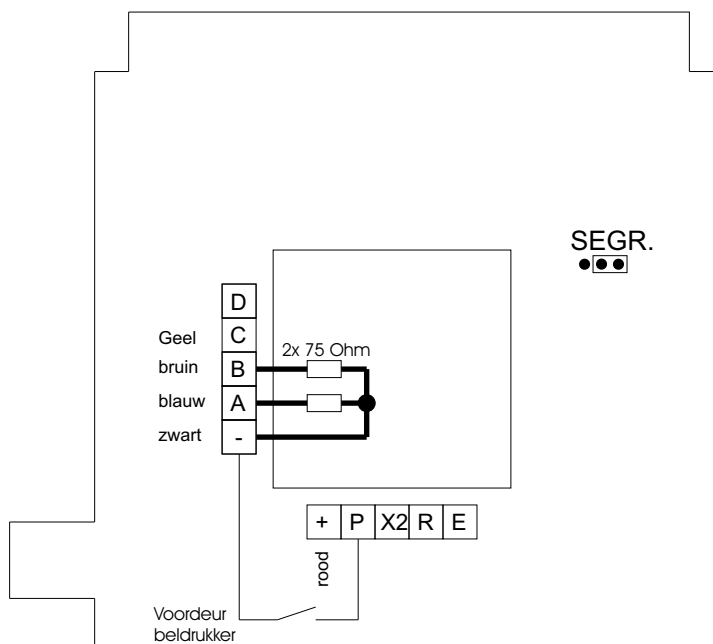 SEGR.
D
Geel C
2x 75 Ohm
bruin B
blauw A
zwart -
+ P X2 R E
rood
Voordeur
beldrukker